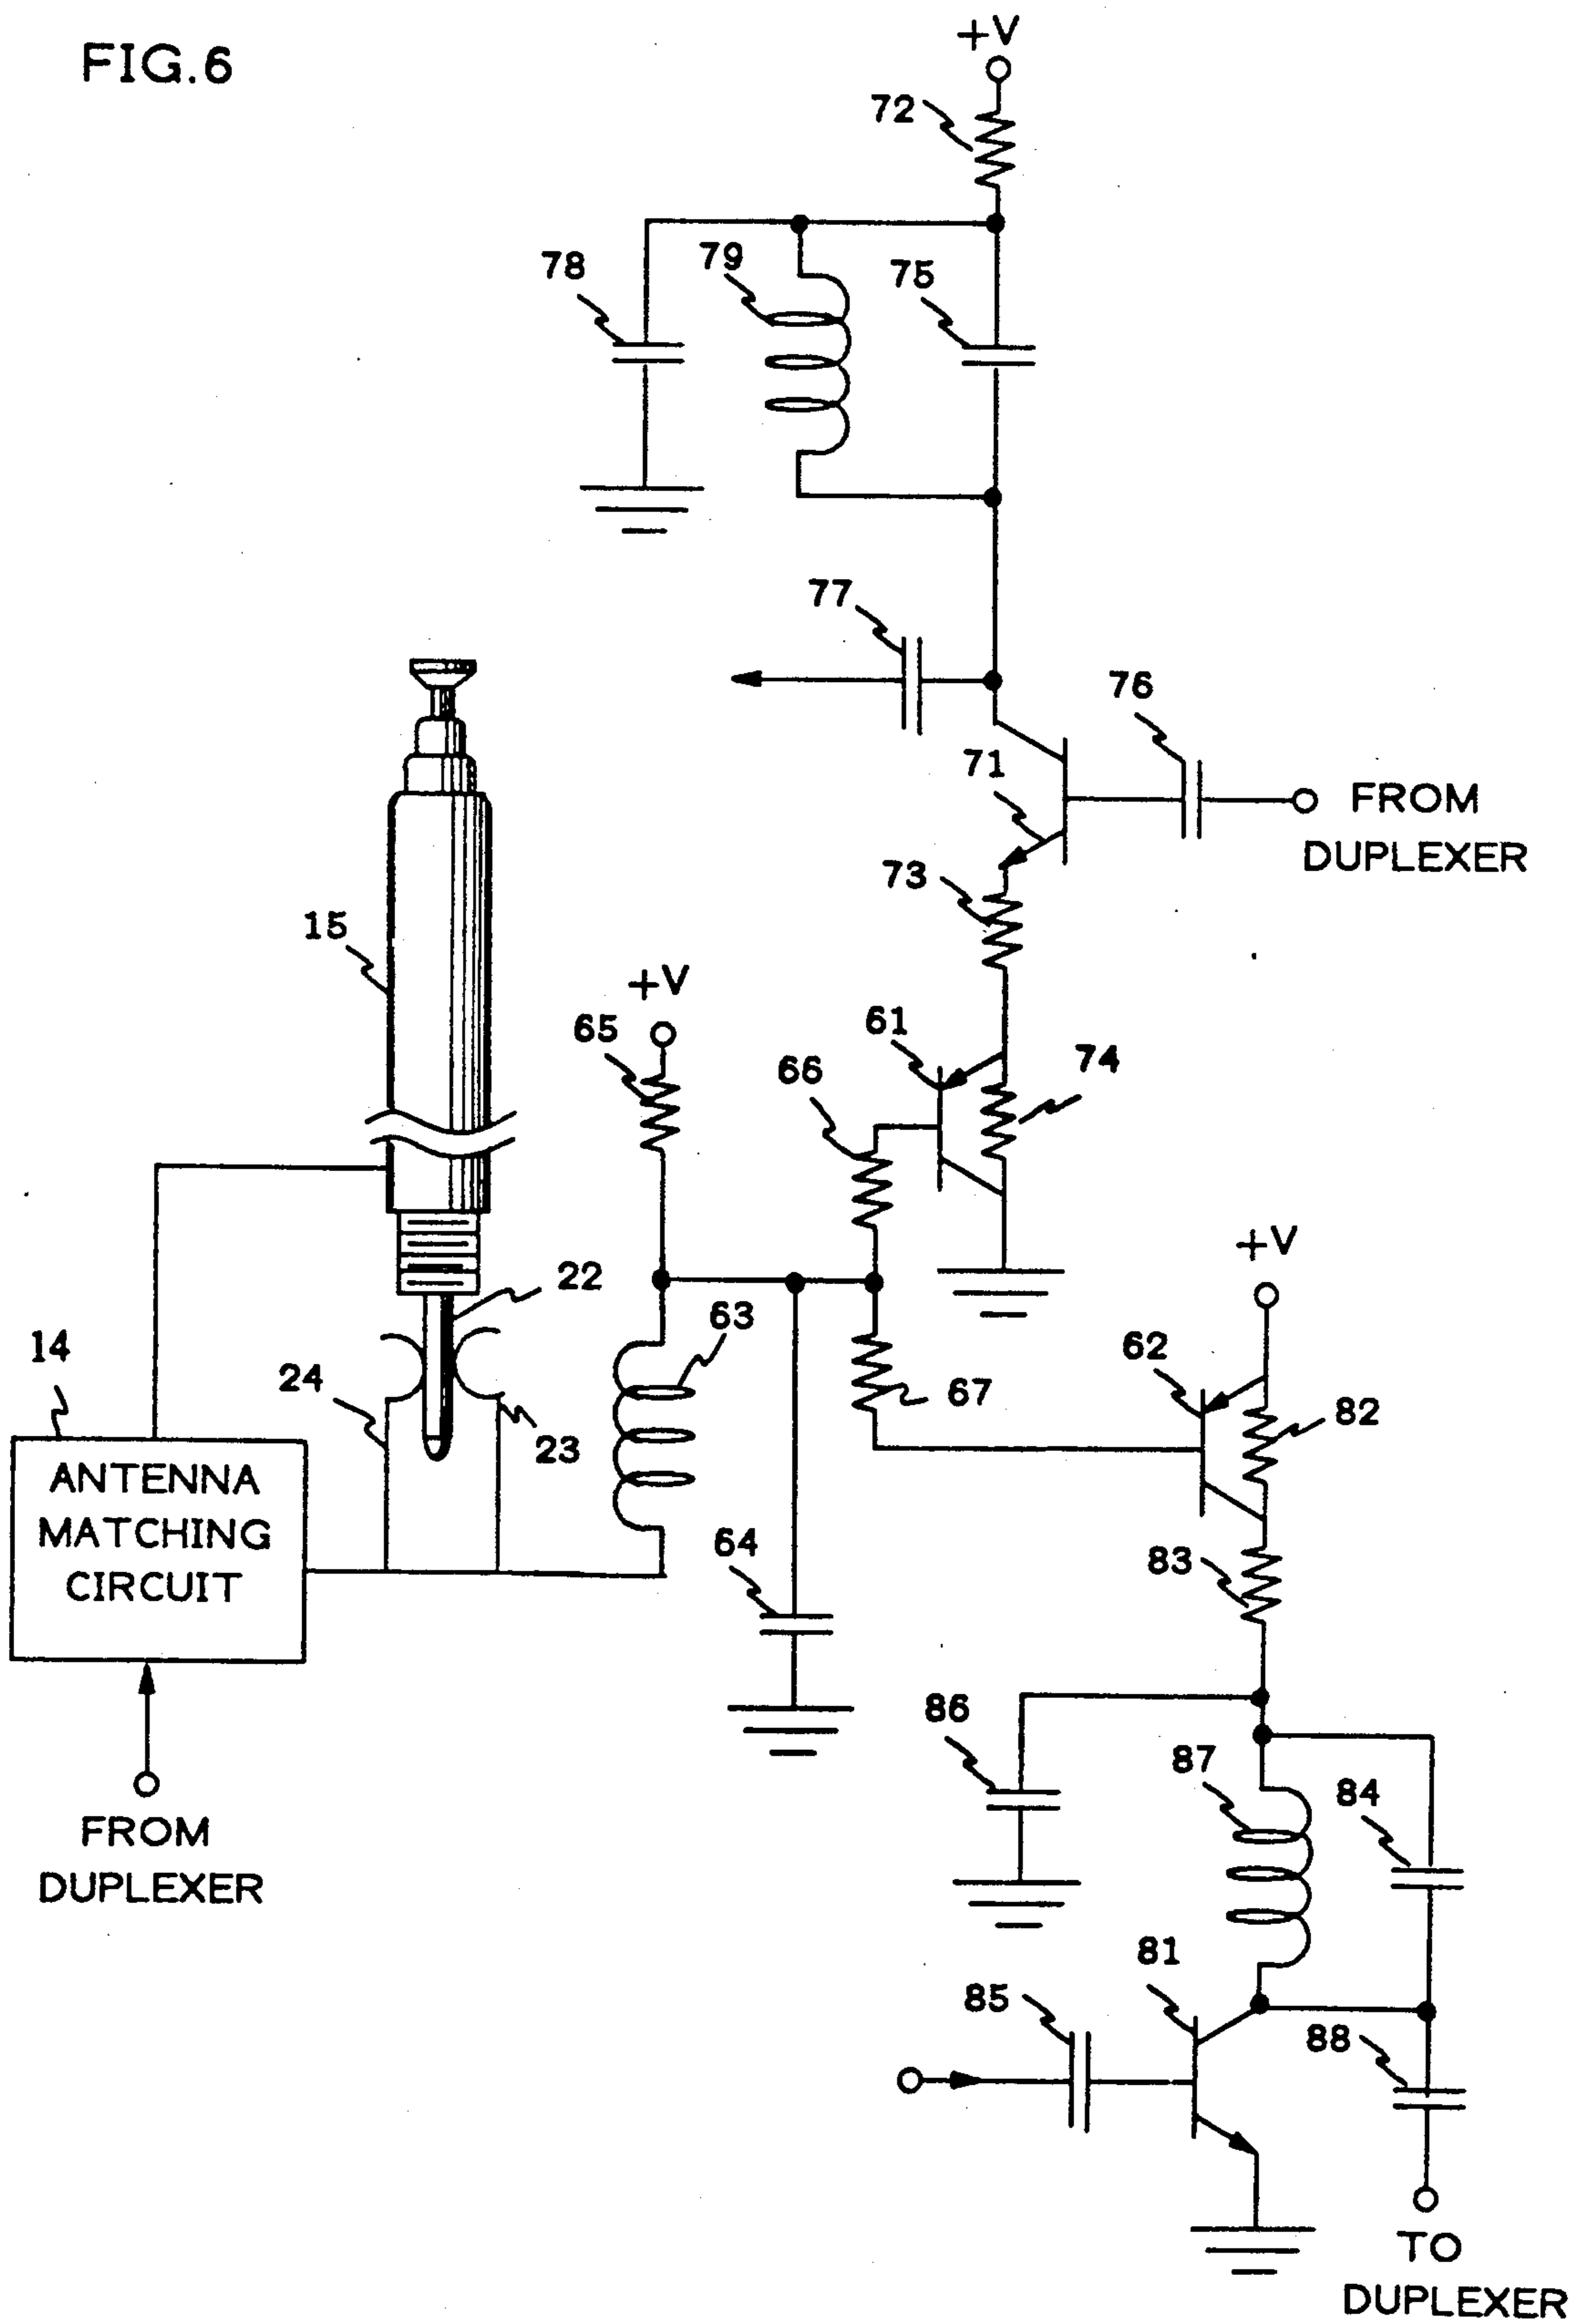 FIG.6
+V
72
78
79
75
77
76
71
FROM
DUPLEXER
73
15
+V
65
61
74
66
22
63
+V
14
24
62
67
82
23
ANTENNA
MATCHING
CIRCUIT
64
83
86
87
84
FROM
DUPLEXER
81
85
88
TO
DUPLEXER